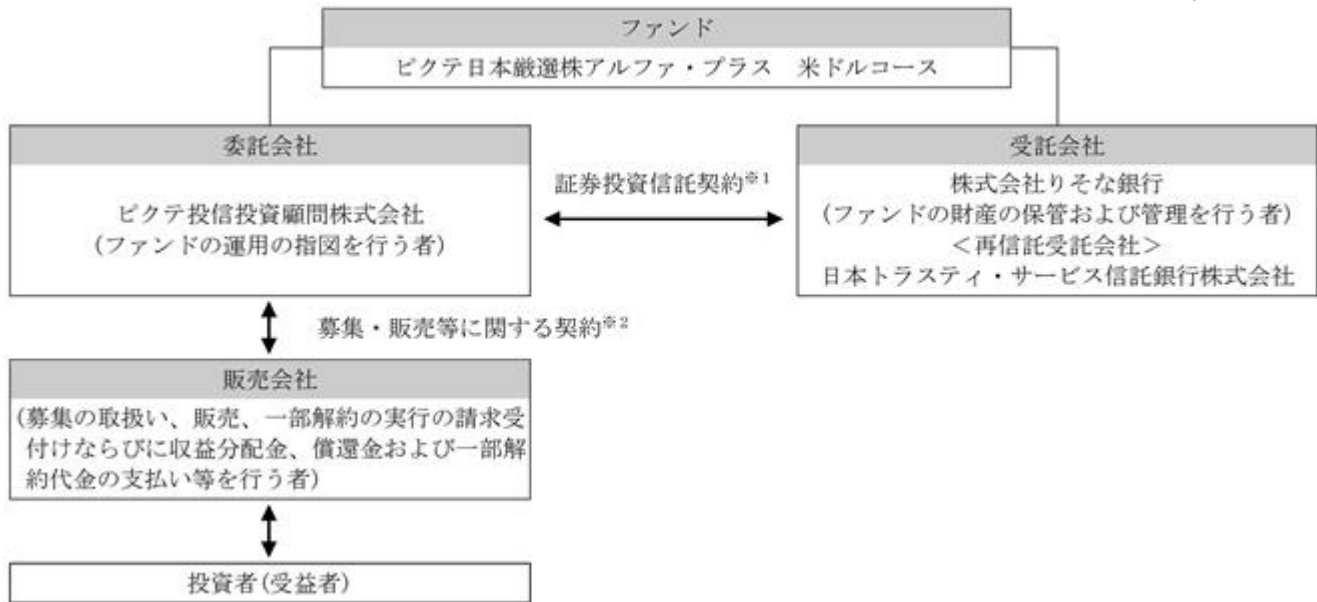 ファンド
ピクテ日本厳選株アルファ・プラス 米ドルコース
委託会社
ピクテ投信投資顧問株式会社
(ファンドの運用の指図を行う者)
証券投資信託契約※1
受託会社
株式会社りそな銀行
(ファンドの財産の保管および管理を行う者)
<再信託受託会社>
日本トラスティ・サービス信託銀行株式会社
募集・販売等に関する契約※2
販売会社
(募集の取扱い、販売、一部解約の実行の請求受
付けならびに収益分配金、償還金および一部解
約代金の支払い等を行う者)
投資者(受益者)